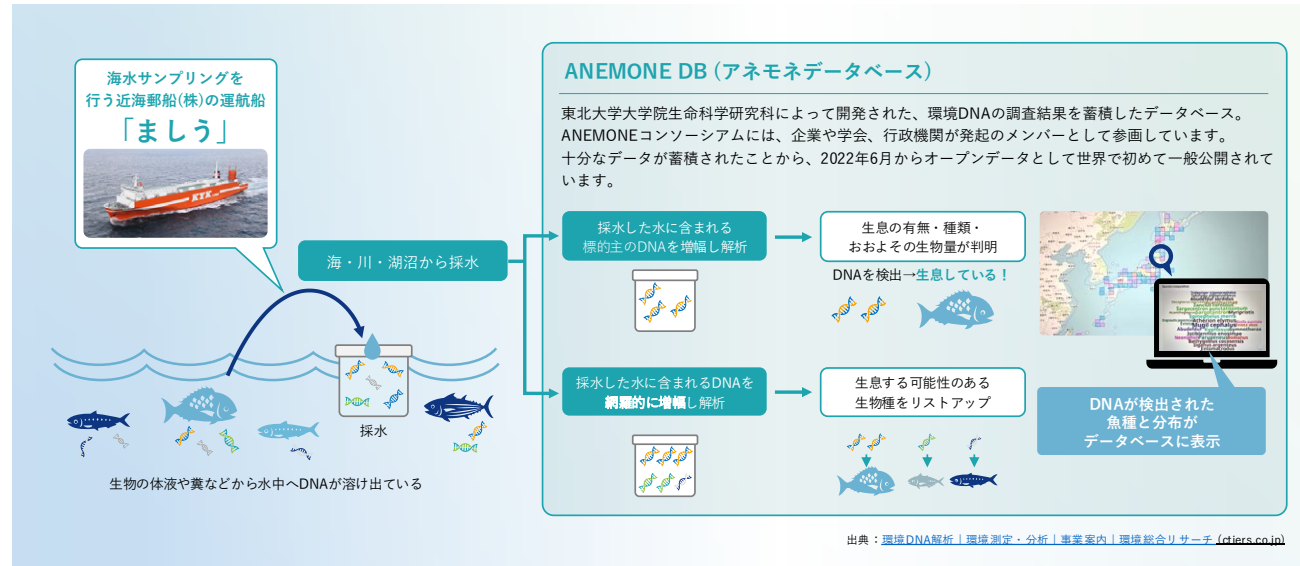 海水サンプリングを
行う近海郵船(株)の運航船
「ましう」
KYK
海・川・湖沼から採水
採水
生物の体液や糞などから水中へDNAが溶け出ている
ANEMONE DB (アネモネデータベース)
東北大学大学院生命科学研究科によって開発された、環境DNAの調査結果を蓄積したデータベース。
ANEMONEコンソーシアムには、企業や学会、行政機関が発起のメンバーとして参画しています。
十分なデータが蓄積されたことから、2022年6月からオープンデータとして世界で初めて一般公開されて
います。
採水した水に含まれる
標的主のDNAを増幅し解析
生息の有無・種類・
おおよその生物量が判明
DNAを検出→生息している！
採水した水に含まれるDNAを
網羅的に増幅し解析
生息する可能性のある
生物種をリストアップ
Mugil cephalus
DNAが検出された
魚種と分布が
データベースに表示
出典：環境DNA解析｜環境測定・分析｜事業案内｜環境総合リサーチ (ctiers.co.jp)